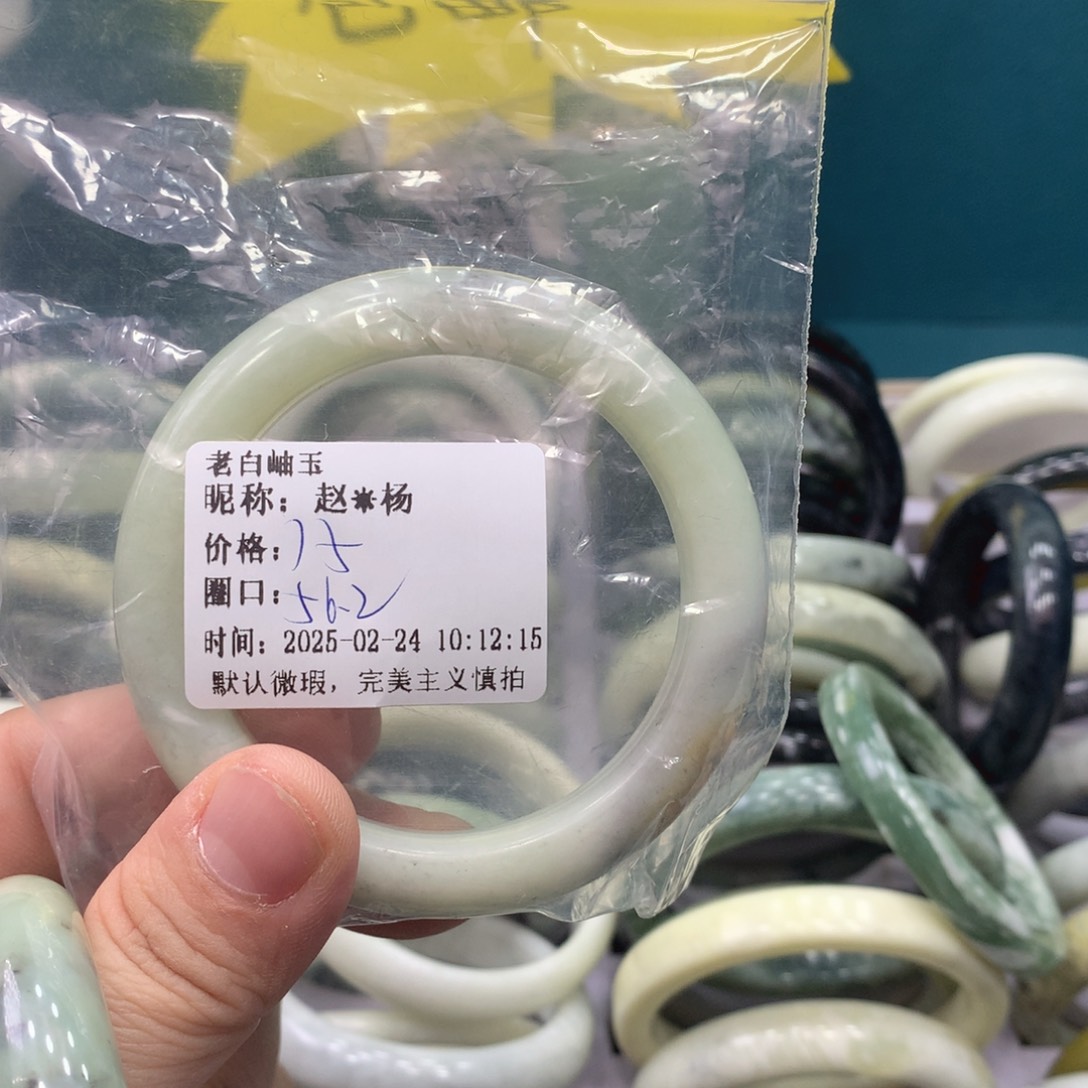 老白岫玉
昵称：赵*杨
价格：15
圈口：56.2
时间：2025-02-24 10:12:15
默认微瑕，完美主义慎拍